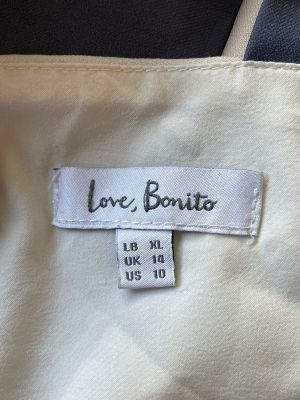 Love, Bonito
LB XL
UK 14
US 10